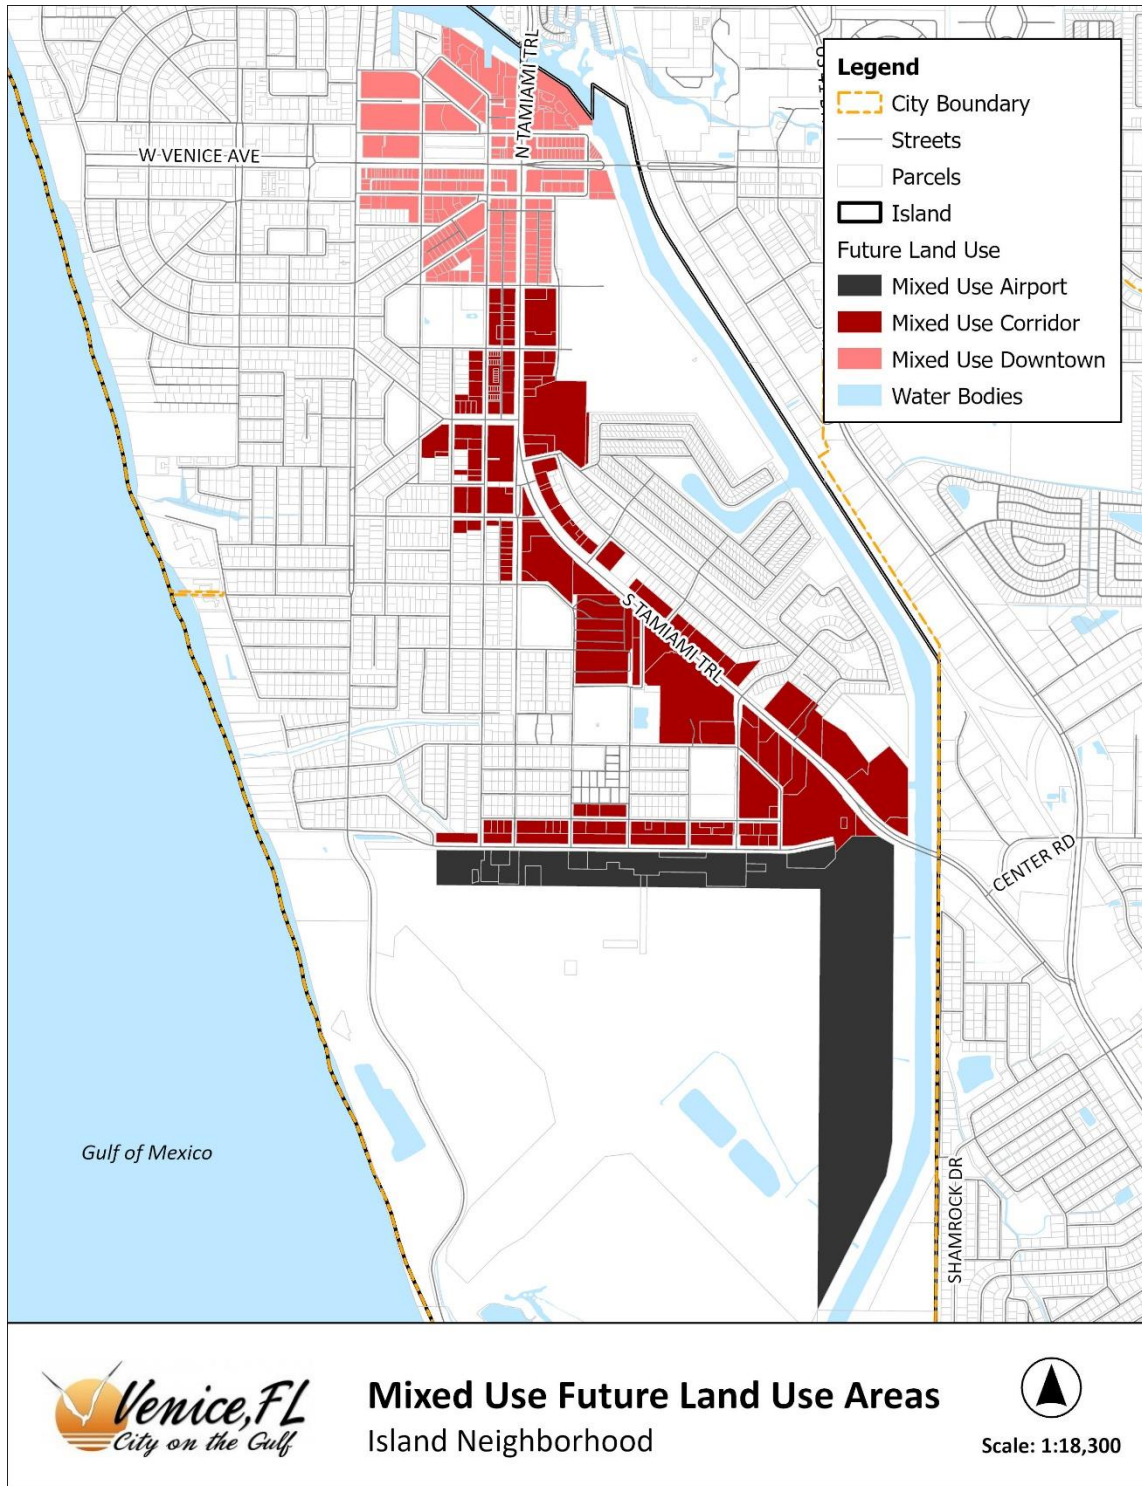 N TAMIAMI TRL
W VENICE AVE
Legend
City Boundary
Streets
Parcels
Island
Future Land Use
Mixed Use Airport
Mixed Use Corridor
Mixed Use Downtown
Water Bodies
S TAMIAMI TRL
CENTER RD
Gulf of Mexico
SHAMROCK DR
Venice, FL
City on the Gulf
Mixed Use Future Land Use Areas
Island Neighborhood
Scale: 1:18,300